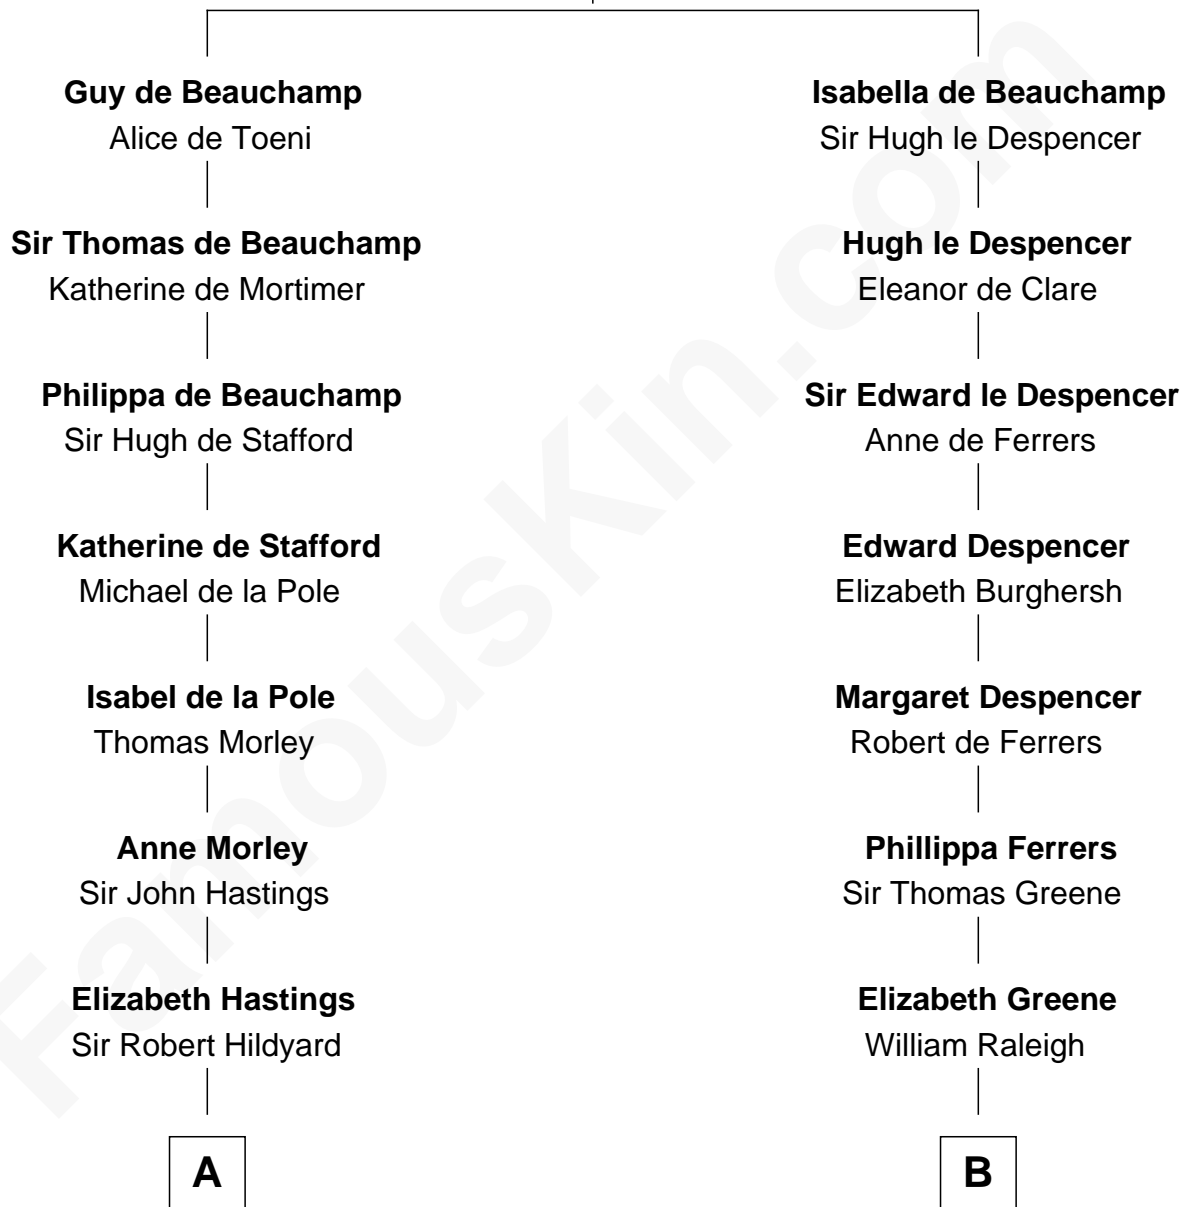 Guy de Beauchamp
Alice de Toeni
Sir Thomas de Beauchamp
Katherine de Mortimer
Philippa de Beauchamp
Sir Hugh de Stafford
Katherine de Stafford
Michael de la Pole
Isabel de la Pole
Thomas Morley
Anne Morley
Sir John Hastings
Elizabeth Hastings
Sir Robert Hildyard
A
Isabella de Beauchamp
Sir Hugh le Despencer
Hugh le Despencer
Eleanor de Clare
Sir Edward le Despencer
Anne de Ferrers
Edward Despencer
Elizabeth Burghersh
Margaret Despencer
Robert de Ferrers
Phillippa Ferrers
Sir Thomas Greene
Elizabeth Greene
William Raleigh
B
FamousKin.com